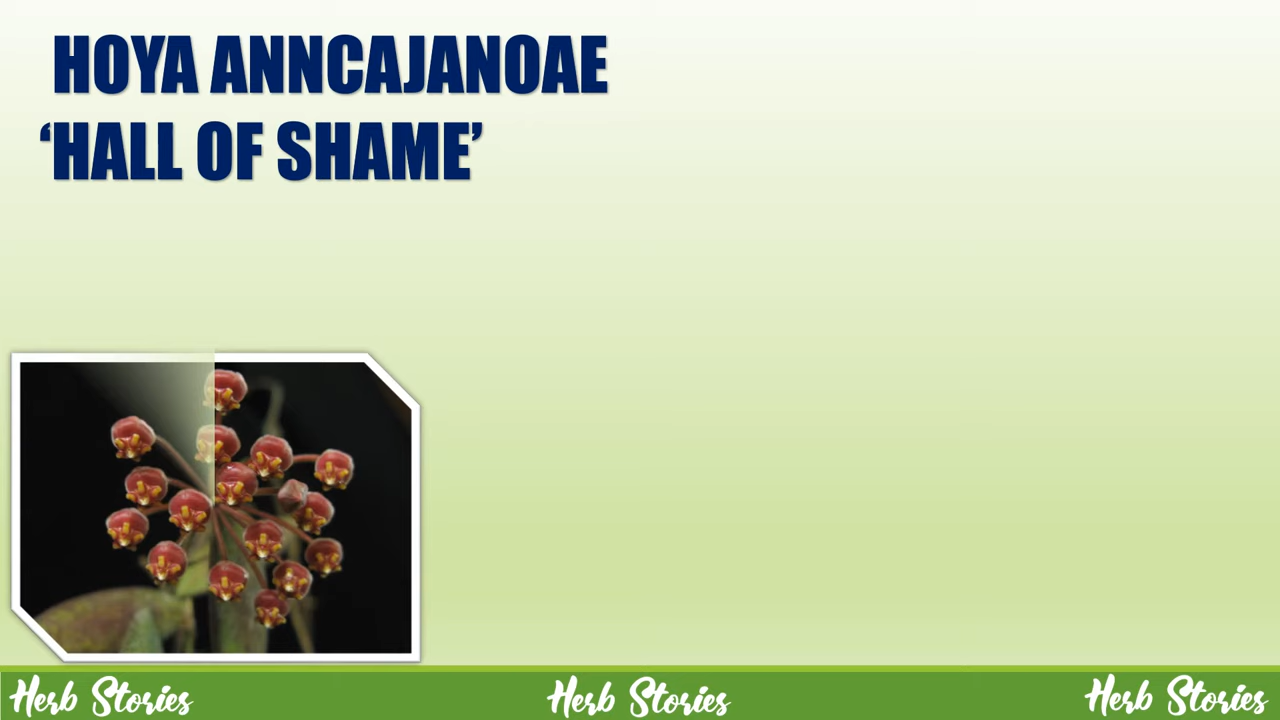 HOYA ANNCAJANOAE
‘HALL OF SHAME’
Herb Stories
Herb Stories
Herb Stories